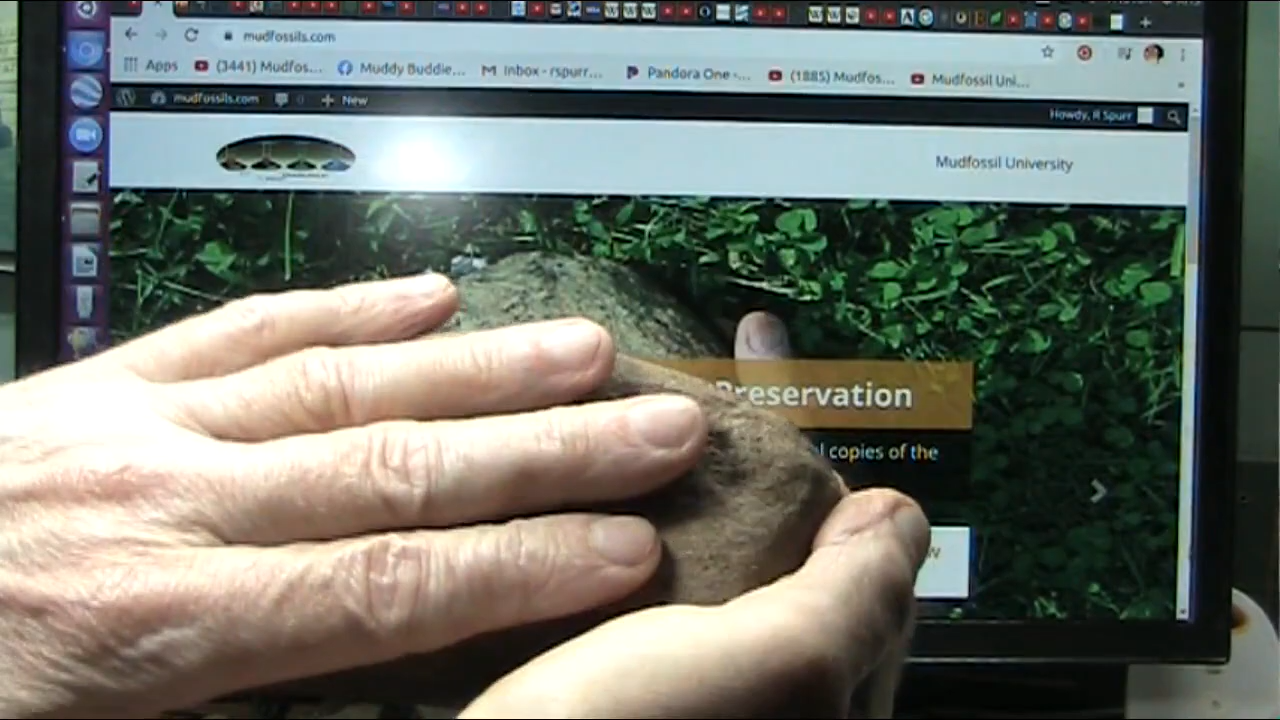 mudfossils.com
Apps (3441) Mudfos... Muddy Buddie... Inbox - rspurr... Pandora One -... (1885) Mudfos... Mudfossil Uni...
mudfossils.com 0 + New Howdy, R Spurr
Mudfossil University
Preservation
copies of the
W